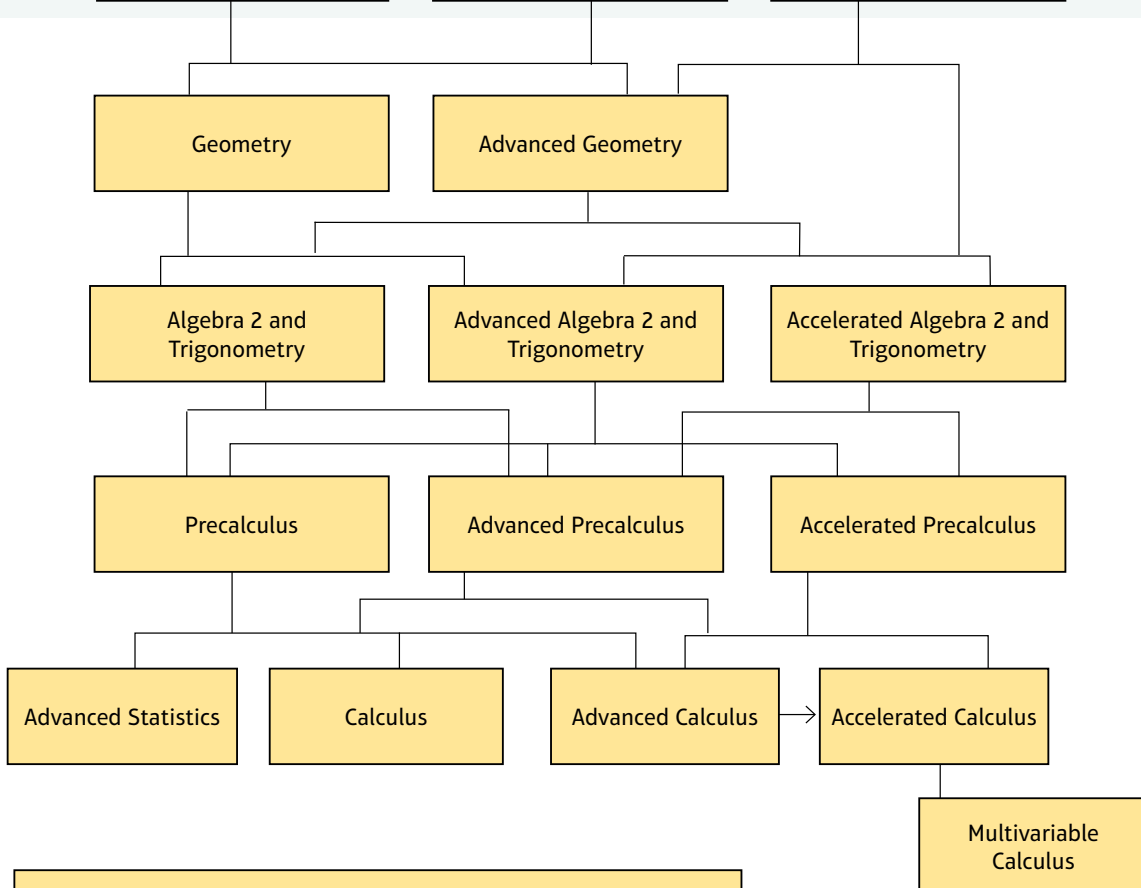 Geometry
Advanced Geometry
Algebra 2 and
Trigonometry
Advanced Algebra 2 and
Trigonometry
Accelerated Algebra 2 and
Trigonometry
Precalculus
Advanced Precalculus
Accelerated Precalculus
Advanced Statistics
Calculus
Advanced Calculus
Accelerated Calculus
Multivariable
Calculus